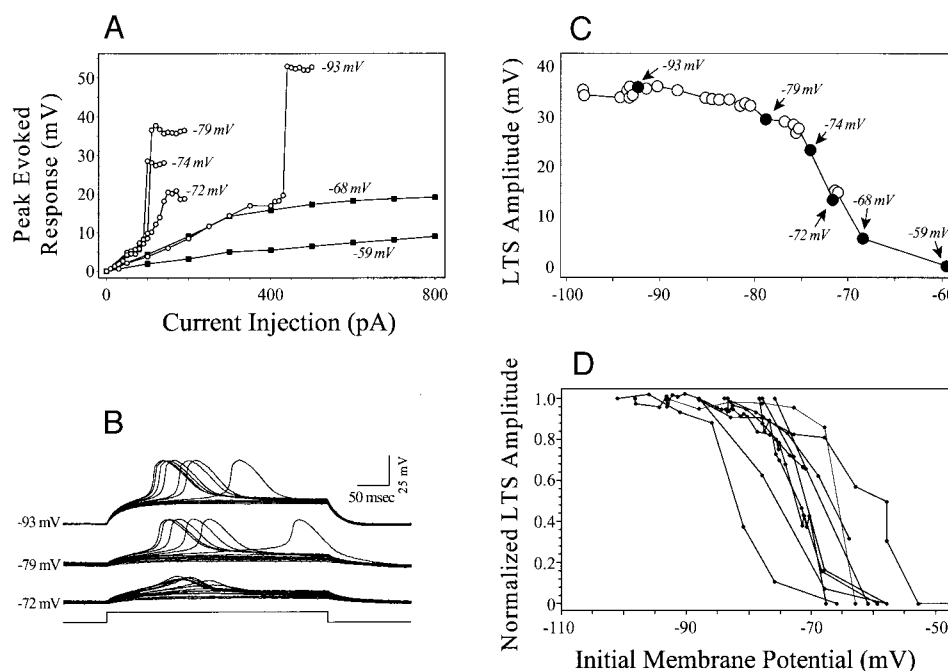 A
Peak Evoked
Response (mV)
50
40
30
20
10
0
-93 mV
-79 mV
-74 mV
-72 mV
-68 mV
-59 mV
0
400
800
Current Injection (pA)
B
50 msec
25 mV
-93 mV
-79 mV
-72 mV
C
LTS Amplitude (mV)
40
30
20
10
0
-93 mV
-79 mV
-74 mV
-72 mV
-68 mV
-59 mV
-100
-90
-80
-70
-60
D
Normalized LTS Amplitude
1.0
0.8
0.6
0.4
0.2
0
-110
-90
-70
-50
Initial Membrane Potential (mV)